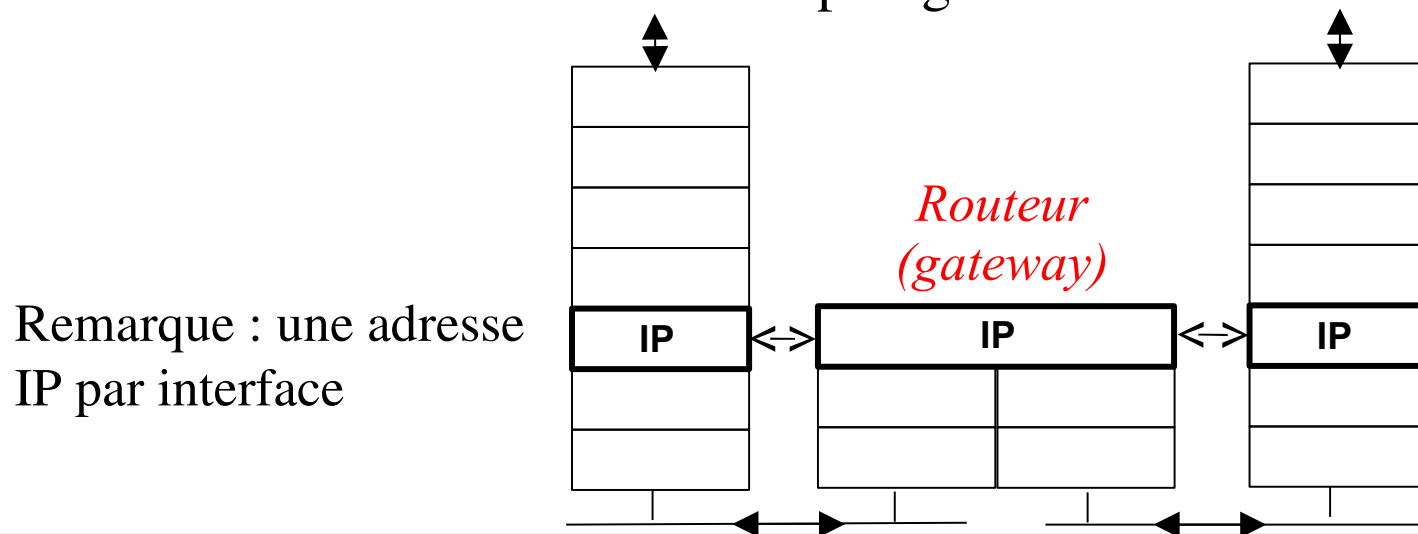 Routeur
(gateway)
Remarque : une adresse
IP par interface
IP
IP
IP